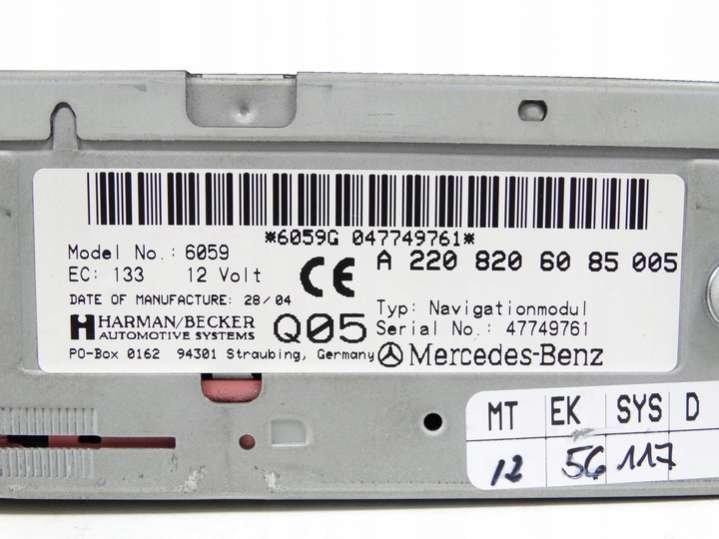 *6059G 047749761*
Model No.: 6059
EC: 133 12 Volt
CE
A 220 820 60 85 005
DATE OF MANUFACTURE: 28/04
HARMAN/BECKER
AUTOMOTIVE SYSTEMS
Q05
Typ: Navigationmodul
Serial No.: 47749761
PO-Box 0162 94301 Straubing, Germany
Mercedes-Benz
MT EK SYS D
12 56 117